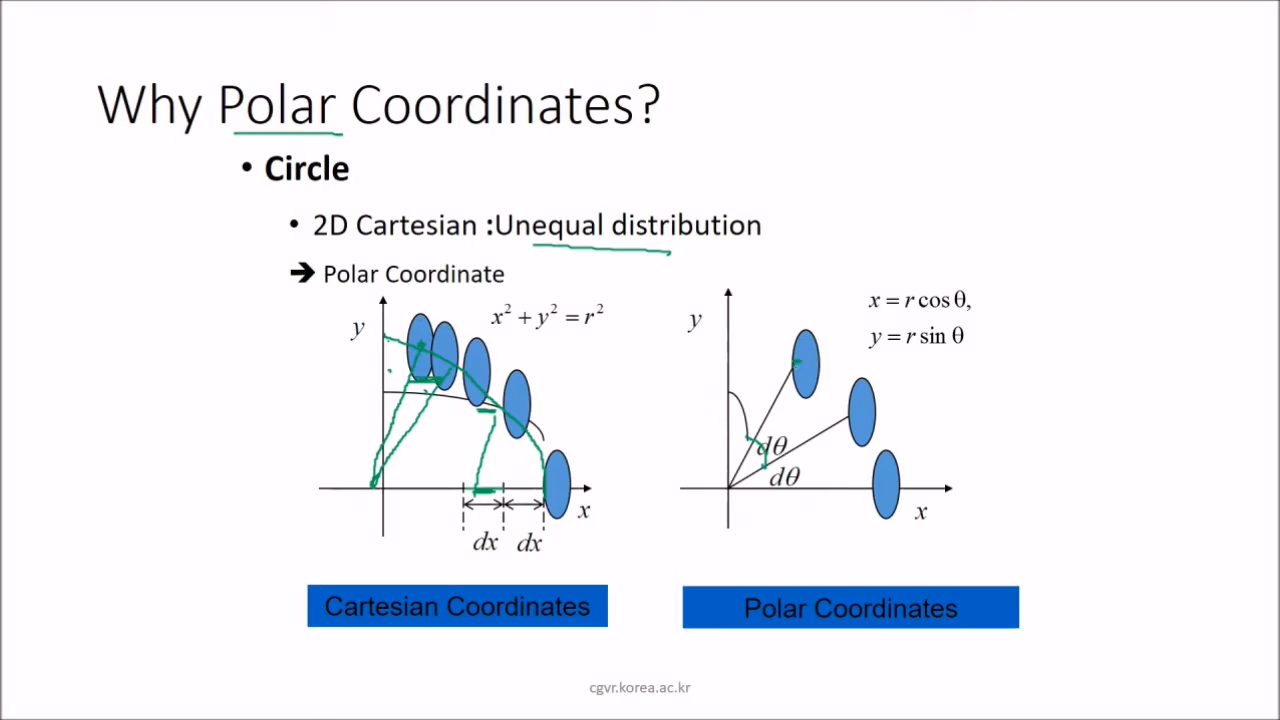 Why Polar Coordinates?
• Circle
• 2D Cartesian :Unequal distribution
➔ Polar Coordinate
y
x² + y² = r²
x
dx
dx
Cartesian Coordinates
y
x = r cos θ,
y = r sin θ
dθ
dθ
x
Polar Coordinates
cgvr.korea.ac.kr